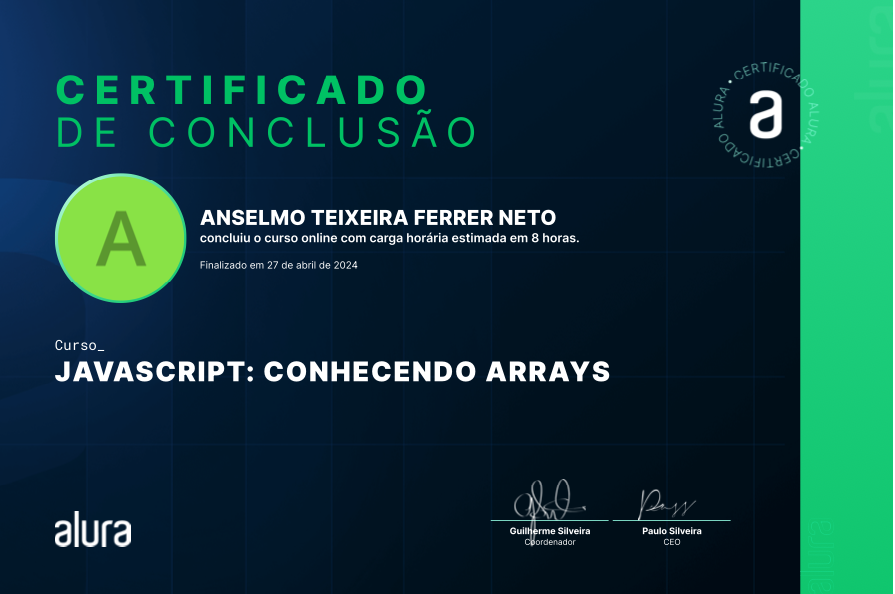 CERTIFICADO
DE CONCLUSÃO
CERTIFICADO ALURA • CERTIFICADO ALURA •
a
alura
A
ANSELMO TEIXEIRA FERRER NETO
concluiu o curso online com carga horária estimada em 8 horas.
Finalizado em 27 de abril de 2024
Curso_
JAVASCRIPT: CONHECENDO ARRAYS
alura
Guilherme Silveira
Coordenador
Paulo Silveira
CEO
alura